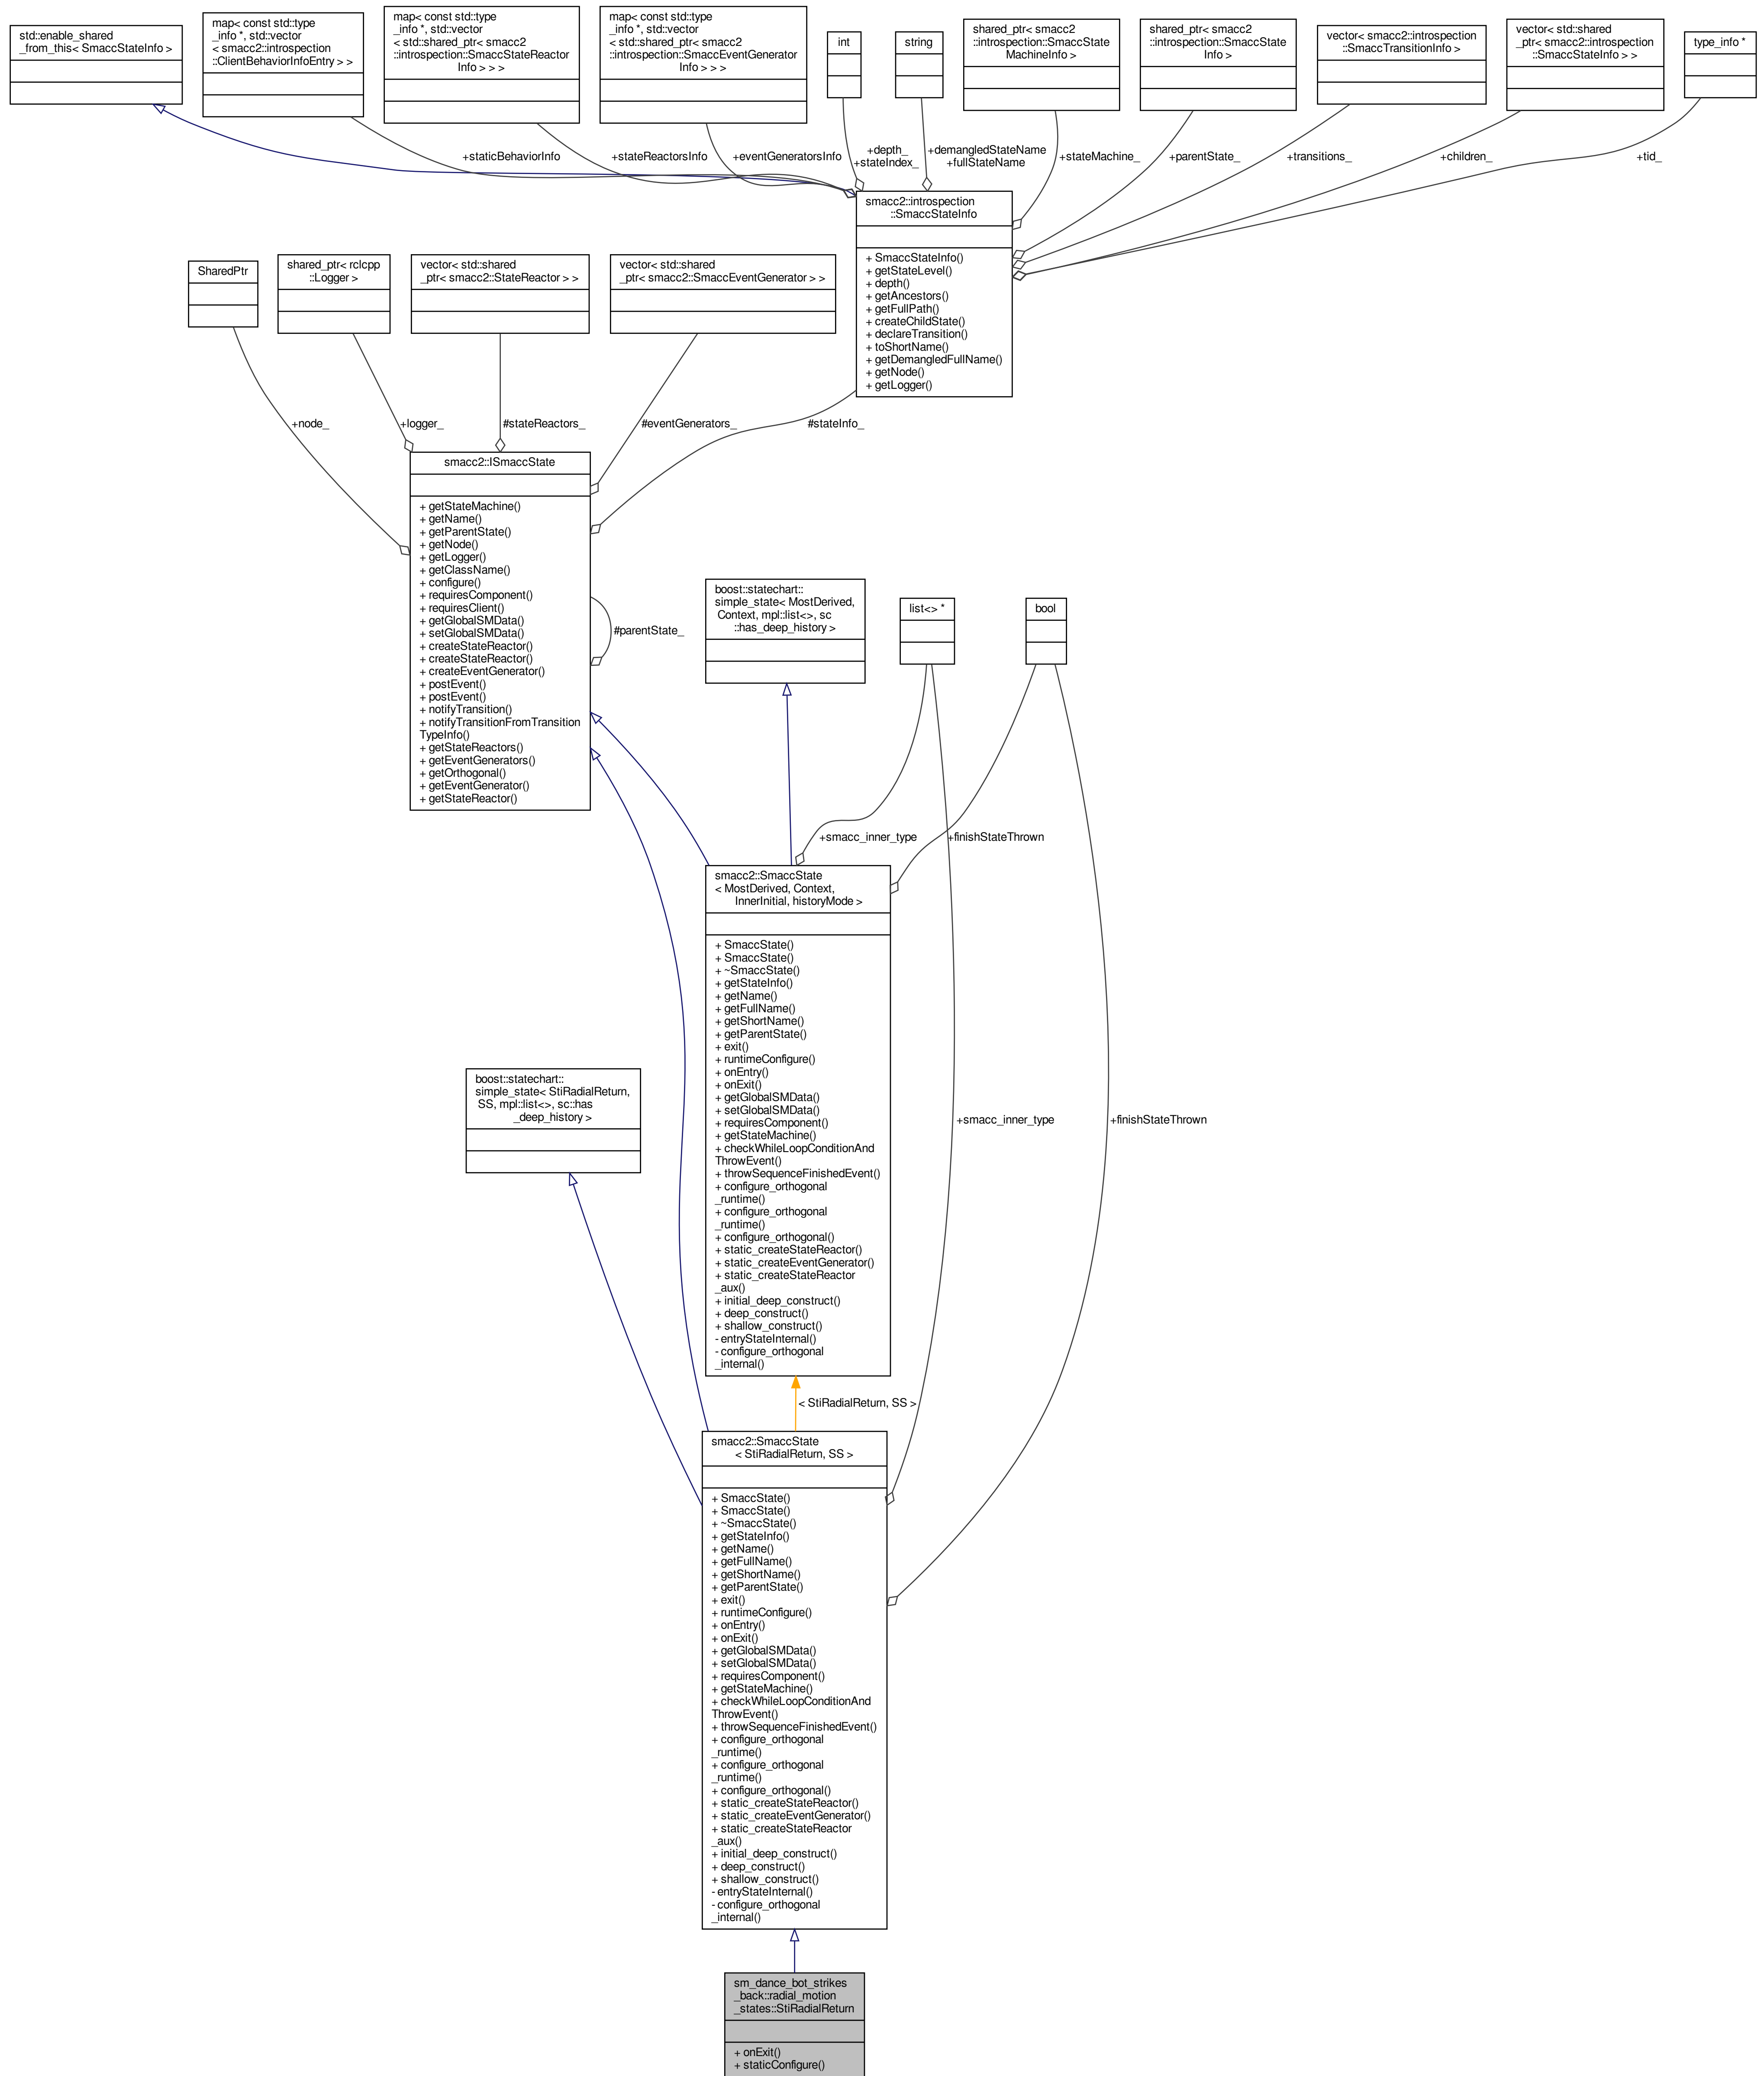 std::enable_shared
_from_this< SmaccStateInfo >
map< const std::type
_info *, std::vector
< smacc2::introspection
::ClientBehaviorInfoEntry > >
map< const std::type
_info *, std::vector
< std::shared_ptr< smacc2
::introspection::SmaccStateReactor
Info > > >
map< const std::type
_info *, std::vector
< std::shared_ptr< smacc2
::introspection::SmaccEventGenerator
Info > > >
int
string
shared_ptr< smacc2
::introspection::SmaccState
MachineInfo >
shared_ptr< smacc2
::introspection::SmaccState
Info >
vector< smacc2::introspection
::SmaccTransitionInfo >
vector< std::shared
_ptr< smacc2::introspection
::SmaccStateInfo > >
type_info *
+staticBehaviorInfo
+stateReactorsInfo
+eventGeneratorsInfo
+depth_
+stateIndex_
+demangledStateName
+fullStateName
+stateMachine_
+parentState_
+transitions_
+children_
+tid_
smacc2::introspection
::SmaccStateInfo
+ SmaccStateInfo()
+ getStateLevel()
+ depth()
+ getAncestors()
+ getFullPath()
+ createChildState()
+ declareTransition()
+ toShortName()
+ getDemangledFullName()
+ getNode()
+ getLogger()
SharedPtr
shared_ptr< rclcpp
::Logger >
vector< std::shared
_ptr< smacc2::StateReactor > >
vector< std::shared
_ptr< smacc2::SmaccEventGenerator > >
+node_
+logger_
#stateReactors_
#eventGenerators_
#stateInfo_
smacc2::ISmaccState
+ getStateMachine()
+ getName()
+ getParentState()
+ getNode()
+ getLogger()
+ getClassName()
+ configure()
+ requiresComponent()
+ requiresClient()
+ getGlobalSMData()
+ setGlobalSMData()
+ createStateReactor()
+ createStateReactor()
+ createEventGenerator()
+ postEvent()
+ postEvent()
+ notifyTransition()
+ notifyTransitionFromTransition
TypeInfo()
+ getStateReactors()
+ getEventGenerators()
+ getOrthogonal()
+ getEventGenerator()
+ getStateReactor()
#parentState_
boost::statechart::
simple_state< MostDerived,
Context, mpl::list<>, sc
::has_deep_history >
list<> *
bool
+smacc_inner_type
+finishStateThrown
smacc2::SmaccState
< MostDerived, Context,
InnerInitial, historyMode >
+ SmaccState()
+ SmaccState()
+ ~SmaccState()
+ getStateInfo()
+ getName()
+ getFullName()
+ getShortName()
+ getParentState()
+ exit()
+ runtimeConfigure()
+ onEntry()
+ onExit()
+ getGlobalSMData()
+ setGlobalSMData()
+ requiresComponent()
+ getStateMachine()
+ checkWhileLoopConditionAnd
ThrowEvent()
+ throwSequenceFinishedEvent()
+ configure_orthogonal
_runtime()
+ configure_orthogonal
_runtime()
+ configure_orthogonal()
+ static_createStateReactor()
+ static_createEventGenerator()
+ static_createStateReactor
_aux()
+ initial_deep_construct()
+ deep_construct()
+ shallow_construct()
- entryStateInternal()
- configure_orthogonal
_internal()
boost::statechart::
simple_state< StiRadialReturn,
SS, mpl::list<>, sc::has
_deep_history >
+smacc_inner_type
+finishStateThrown
< StiRadialReturn, SS >
smacc2::SmaccState
< StiRadialReturn, SS >
+ SmaccState()
+ SmaccState()
+ ~SmaccState()
+ getStateInfo()
+ getName()
+ getFullName()
+ getShortName()
+ getParentState()
+ exit()
+ runtimeConfigure()
+ onEntry()
+ onExit()
+ getGlobalSMData()
+ setGlobalSMData()
+ requiresComponent()
+ getStateMachine()
+ checkWhileLoopConditionAnd
ThrowEvent()
+ throwSequenceFinishedEvent()
+ configure_orthogonal
_runtime()
+ configure_orthogonal
_runtime()
+ configure_orthogonal()
+ static_createStateReactor()
+ static_createEventGenerator()
+ static_createStateReactor
_aux()
+ initial_deep_construct()
+ deep_construct()
+ shallow_construct()
- entryStateInternal()
- configure_orthogonal
_internal()
sm_dance_bot_strikes
_back::radial_motion
_states::StiRadialReturn
+ onExit()
+ staticConfigure()